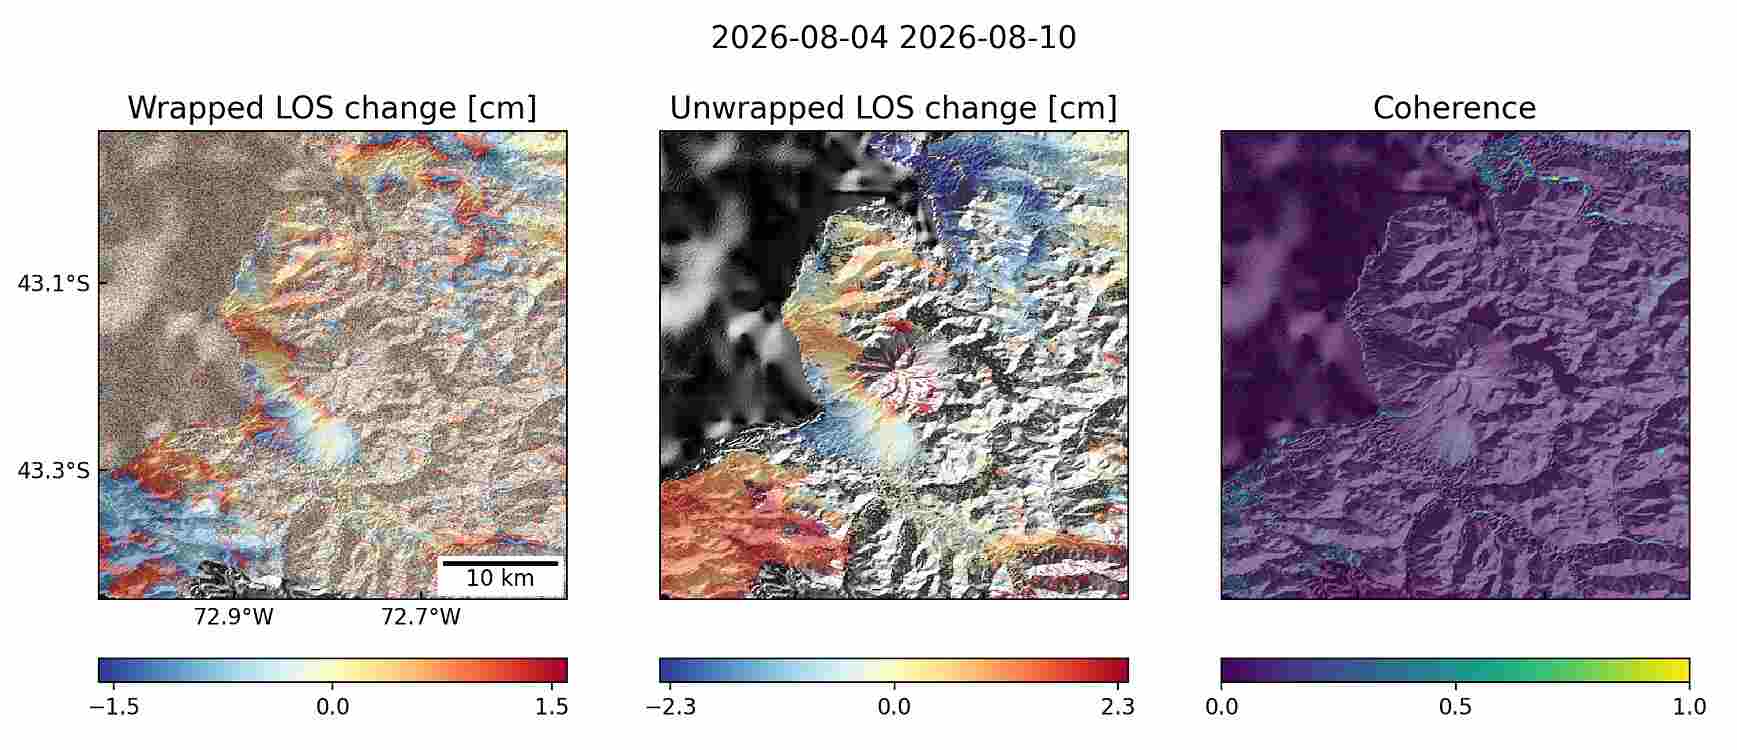 2026-08-04 2026-08-10
Wrapped LOS change [cm]
Unwrapped LOS change [cm]
Coherence
43.1°S
43.3°S
10 km
72.9°W
72.7°W
−1.5
0.0
1.5
−2.3
0.0
2.3
0.0
0.5
1.0